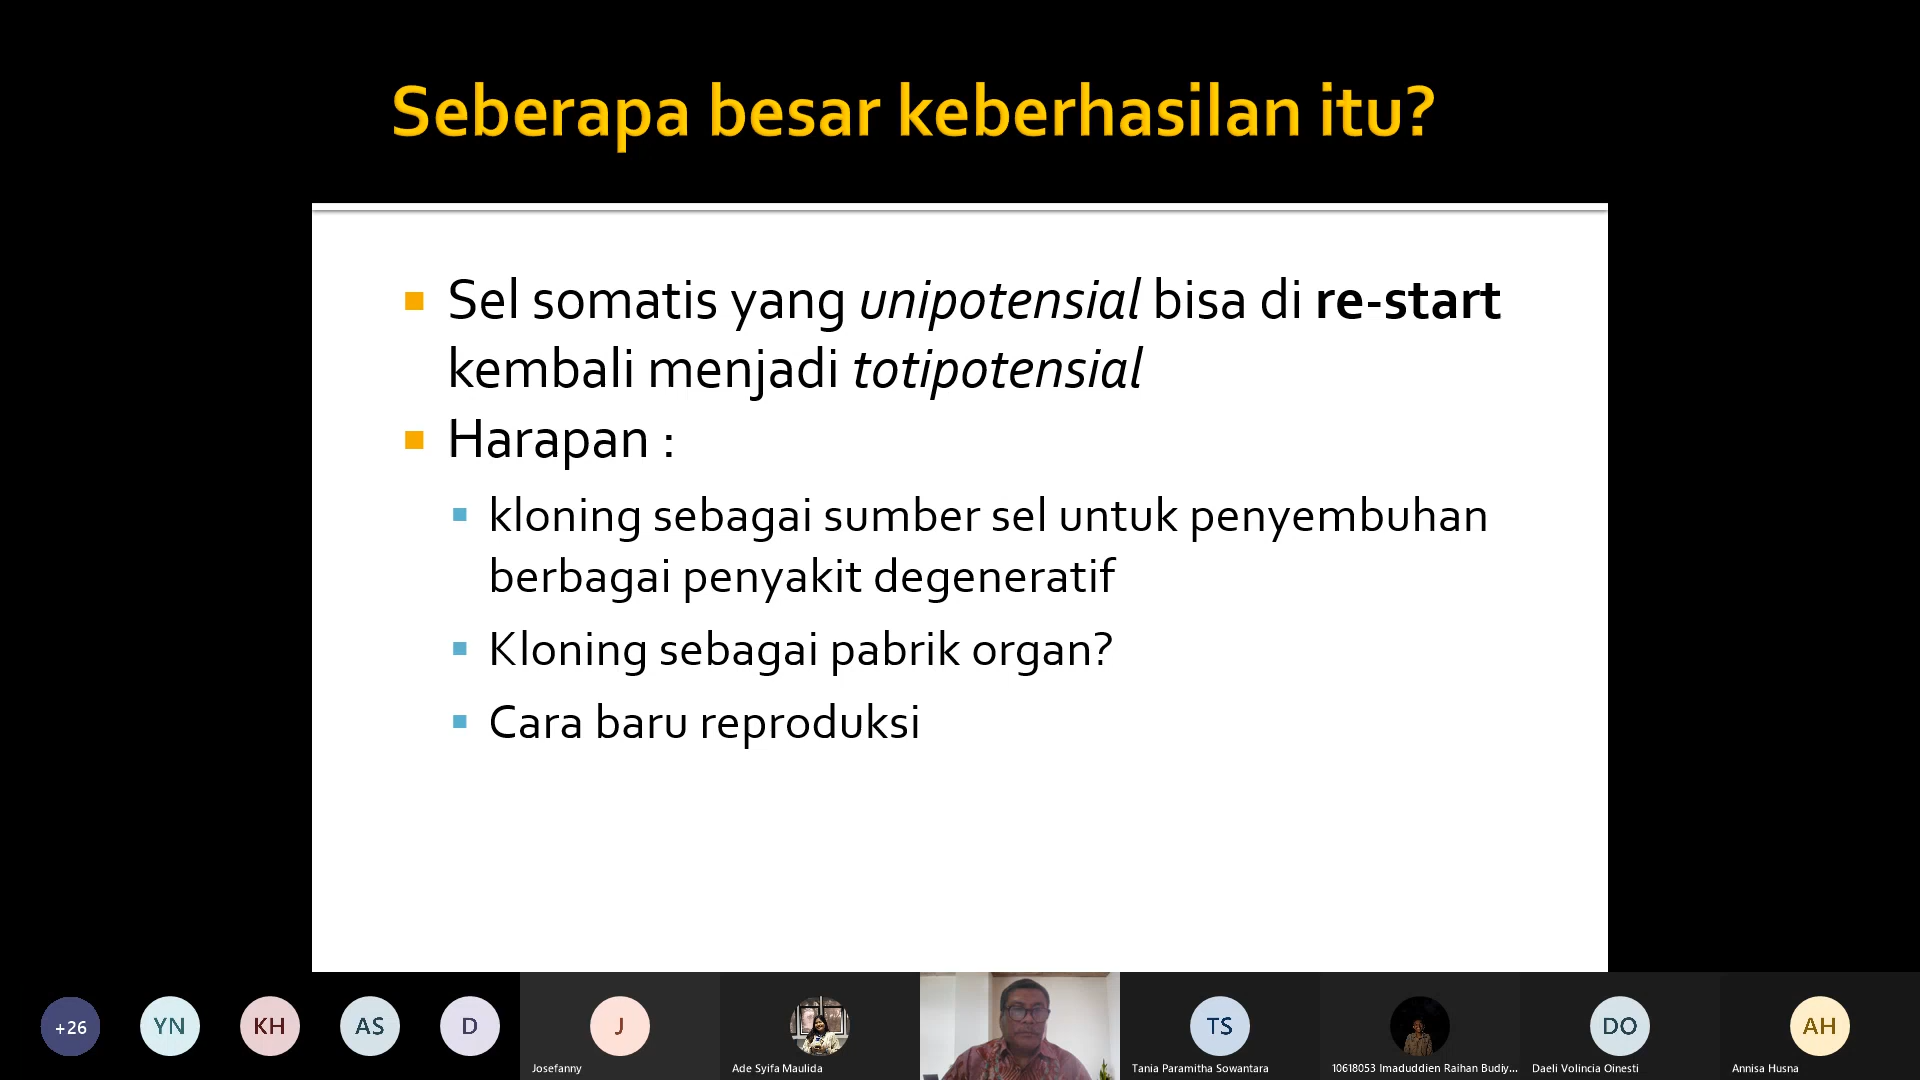 Seberapa besar keberhasilan itu?
Sel somatis yang unipotensial bisa di re-start
kembali menjadi totipotensial
Harapan :
kloning sebagai sumber sel untuk penyembuhan
berbagai penyakit degeneratif
Kloning sebagai pabrik organ?
Cara baru reproduksi
+26
YN
KH
AS
D
J
Josefanny
Ade Syifa Maulida
TS
Tania Paramitha Sowantara
10618053 Imaduddien Raihan Budiy...
DO
Daeli Volincia Oinesti
AH
Annisa Husna